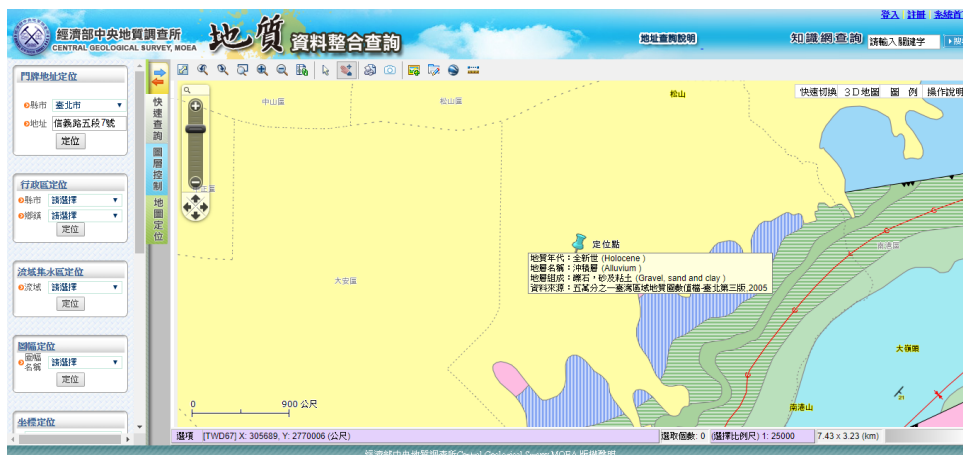 登入 註冊 系統首
經濟部中央地質調查所
CENTRAL GEOLOGICAL SURVEY, MOEA
地質 資料整合查詢
地址查詢說明
知識網查詢 請輸入關鍵字
門牌地址定位
縣市 臺北市
地址 信義路五段7號
定位
行政區定位
縣市 請選擇
鄉鎮 請選擇
定位
流域集水區定位
流域 請選擇
定位
圖幅定位
圖幅名稱 請選擇
定位
坐標定位
快速查詢
圖層控制
地圖定位
快速切換 3D地圖 圖 例 操作說明
中山區
松山區
松山
大安區
南港區
大嶺頭
南港山
定位點
地質年代：全新世 (Holocene )
地層名稱：沖積層 (Alluvium )
地層組成：礫石，砂及粘土 (Gravel, sand and clay )
資料來源：五萬分之一臺灣區域地質圖數值檔-臺北第三版,2005
0 900 公尺
選項 [TWD67] X: 305689, Y: 2770006 (公尺)
選取個數: 0 (選擇比例尺) 1: 25000 7.43 x 3.23 (km)